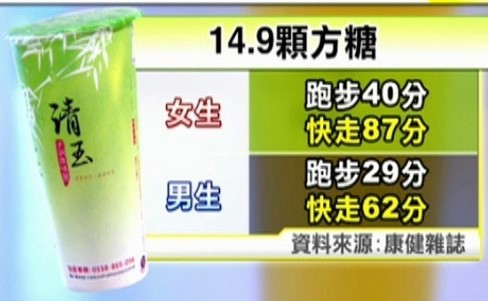 14.9顆方糖
清玉
女生
跑步40分
快走87分
男生
跑步29分
快走62分
資料來源:康健雜誌